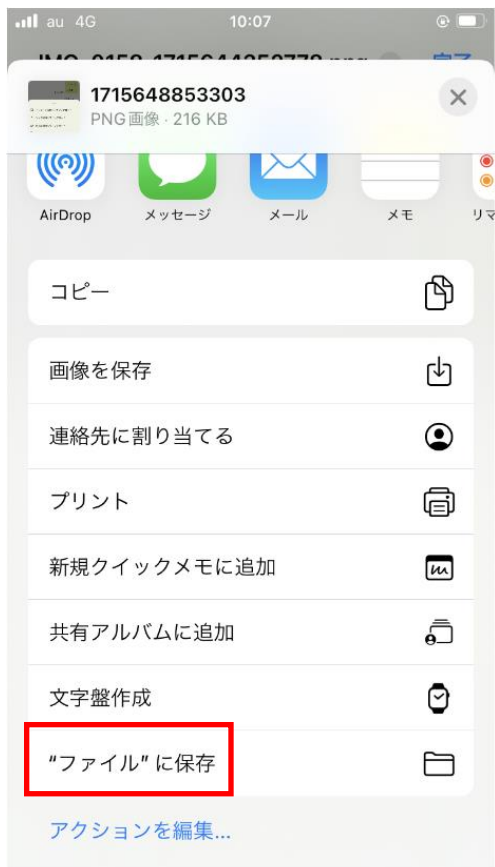 au 4G 10:07
1715648853303
PNG画像 · 216 KB
AirDrop メッセージ メール メモ リマ
コピー
画像を保存
連絡先に割り当てる
プリント
新規クイックメモに追加
共有アルバムに追加
文字盤作成
“ファイル” に保存
アクションを編集...